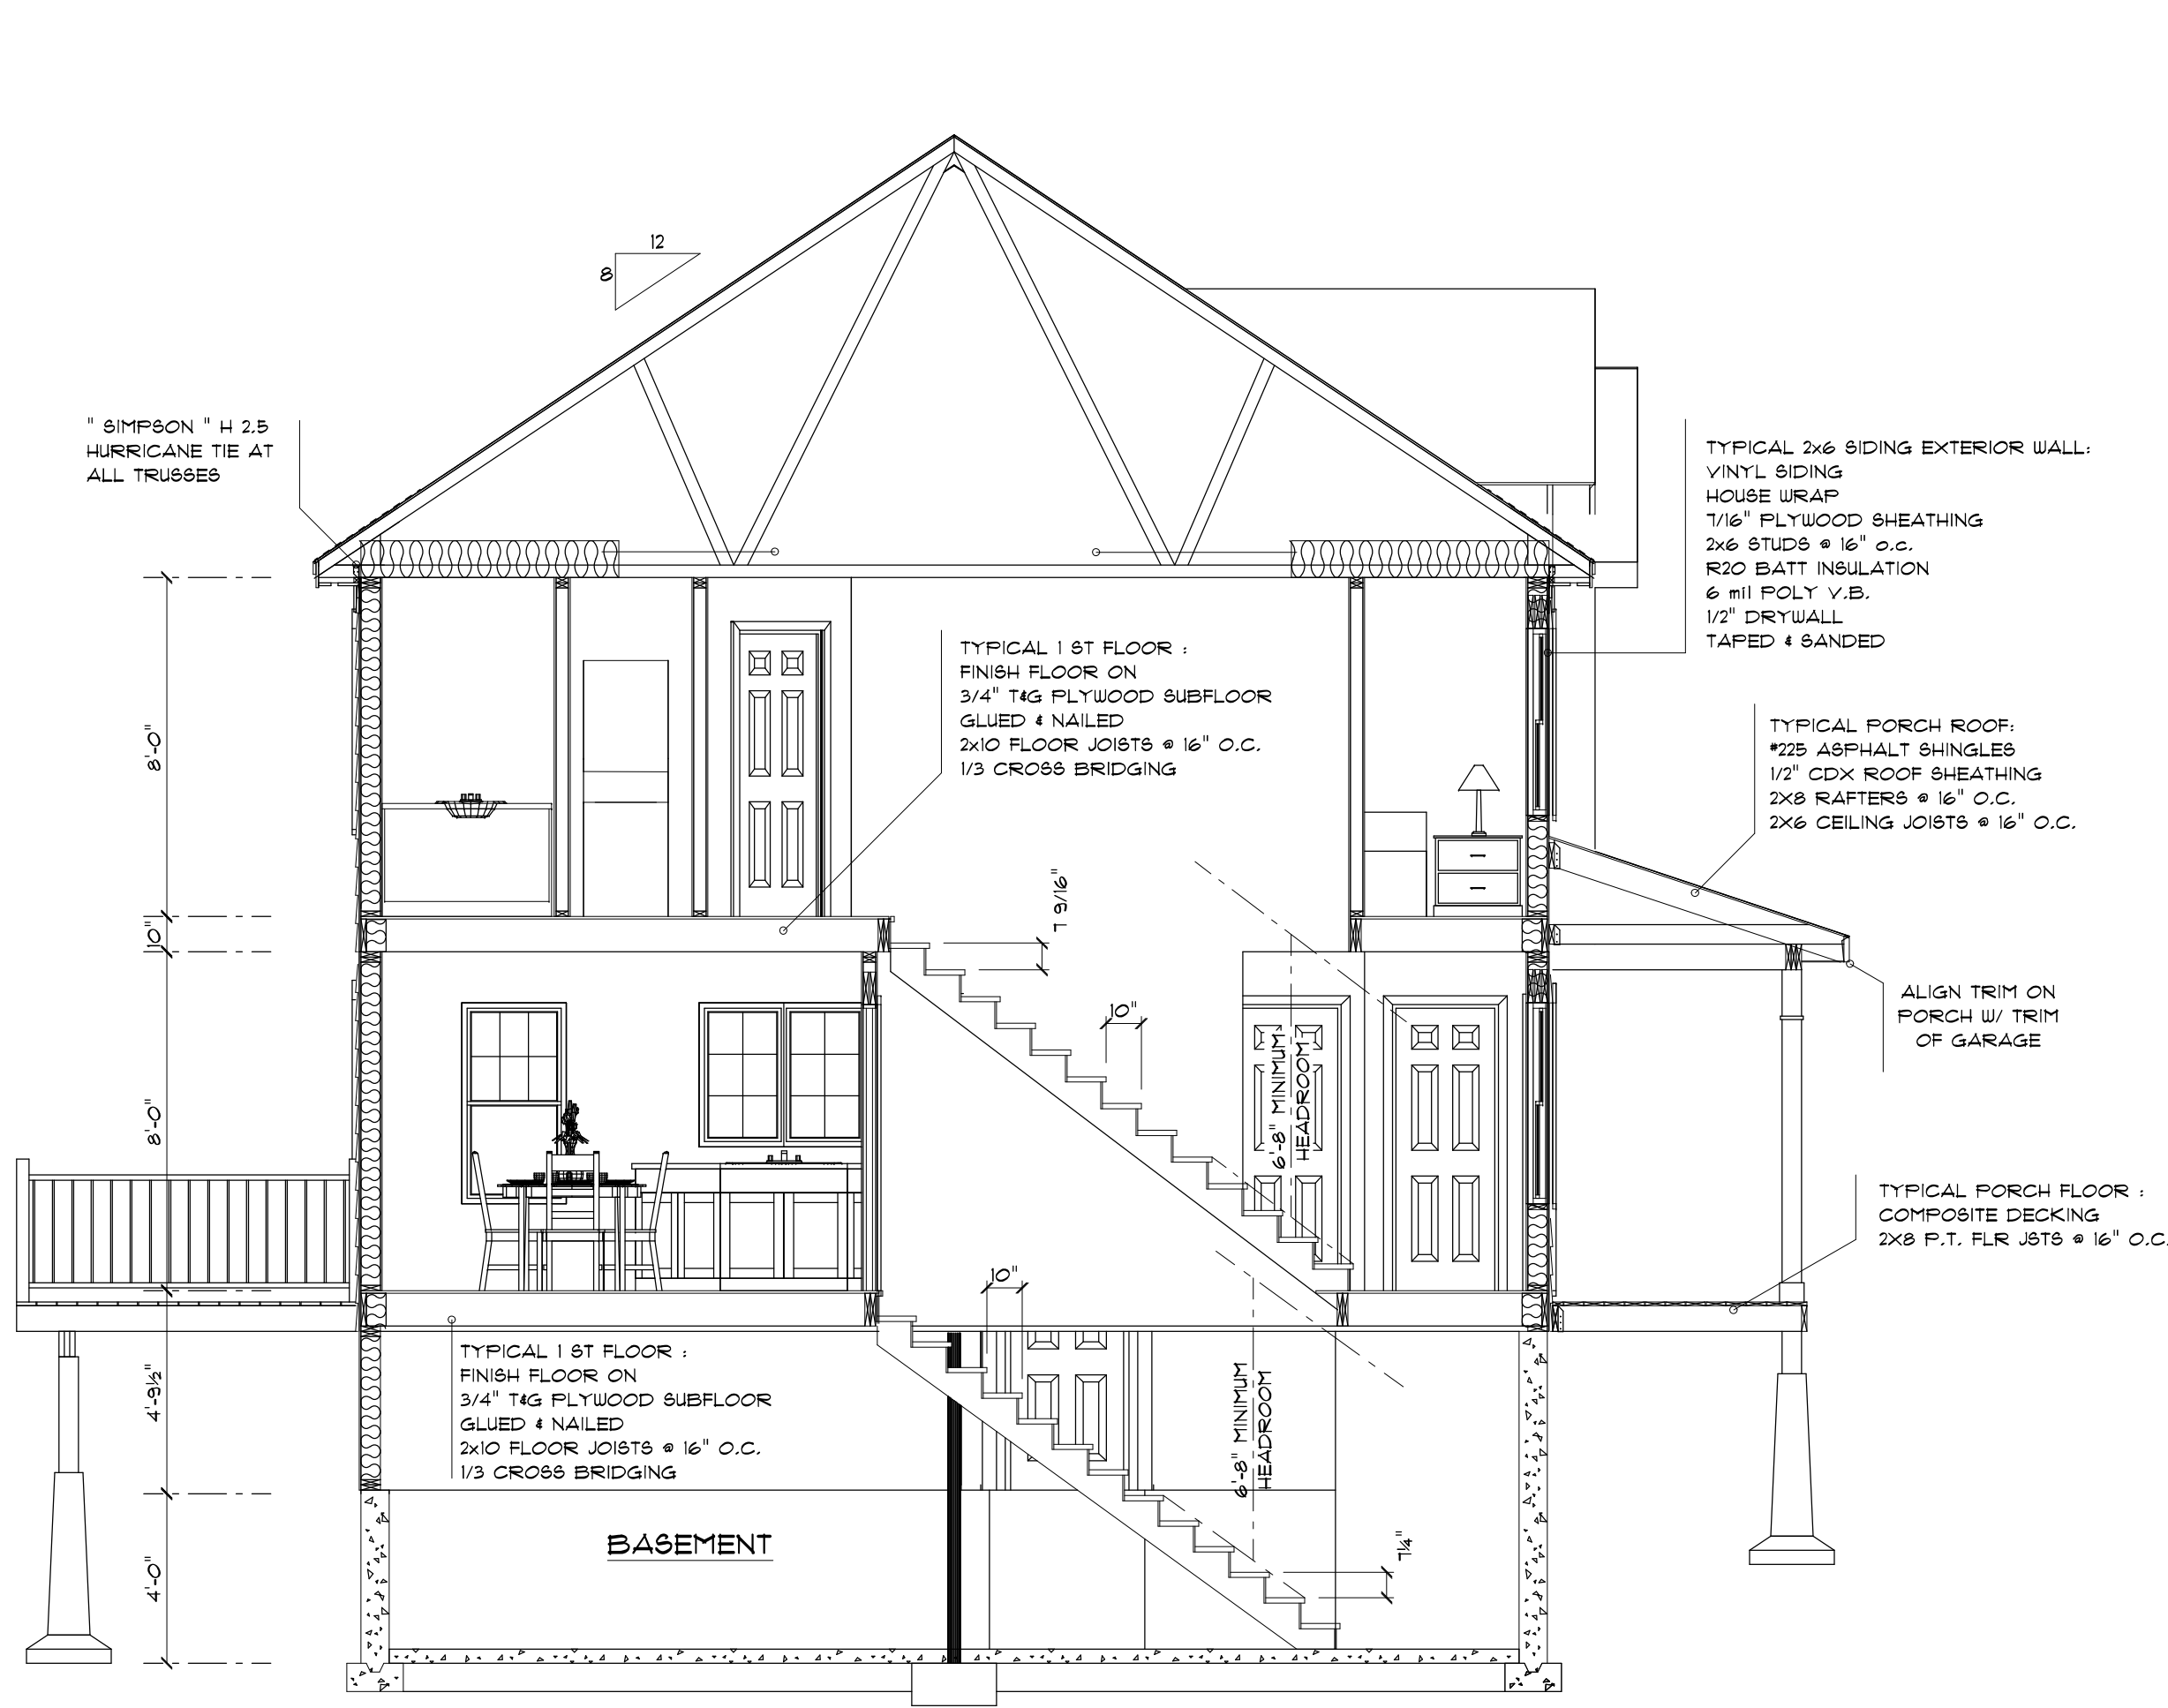 12
8
" SIMPSON " H 2.5
HURRICANE TIE AT
ALL TRUSSES
TYPICAL 2x6 SIDING EXTERIOR WALL:
VINYL SIDING
HOUSE WRAP
7/16" PLYWOOD SHEATHING
2x6 STUDS @ 16" o.c.
R20 BATT INSULATION
6 mil POLY V.B.
1/2" DRYWALL
TAPED & SANDED
TYPICAL 1 ST FLOOR :
FINISH FLOOR ON
3/4" T&G PLYWOOD SUBFLOOR
GLUED & NAILED
2x10 FLOOR JOISTS @ 16" O.C.
1/3 CROSS BRIDGING
TYPICAL PORCH ROOF:
#225 ASPHALT SHINGLES
1/2" CDX ROOF SHEATHING
2X8 RAFTERS @ 16" O.C.
2X6 CEILING JOISTS @ 16" O.C.
8'-0"
7 9/16"
10"
10"
ALIGN TRIM ON
PORCH W/ TRIM
OF GARAGE
6'-8" MINIMUM
HEADROOM
8'-0"
TYPICAL PORCH FLOOR :
COMPOSITE DECKING
2X8 P.T. FLR JSTS @ 16" O.C.
10"
TYPICAL 1 ST FLOOR :
FINISH FLOOR ON
3/4" T&G PLYWOOD SUBFLOOR
GLUED & NAILED
2x10 FLOOR JOISTS @ 16" O.C.
1/3 CROSS BRIDGING
4'-9½"
6'-8" MINIMUM
HEADROOM
BASEMENT
7¼"
4'-0"